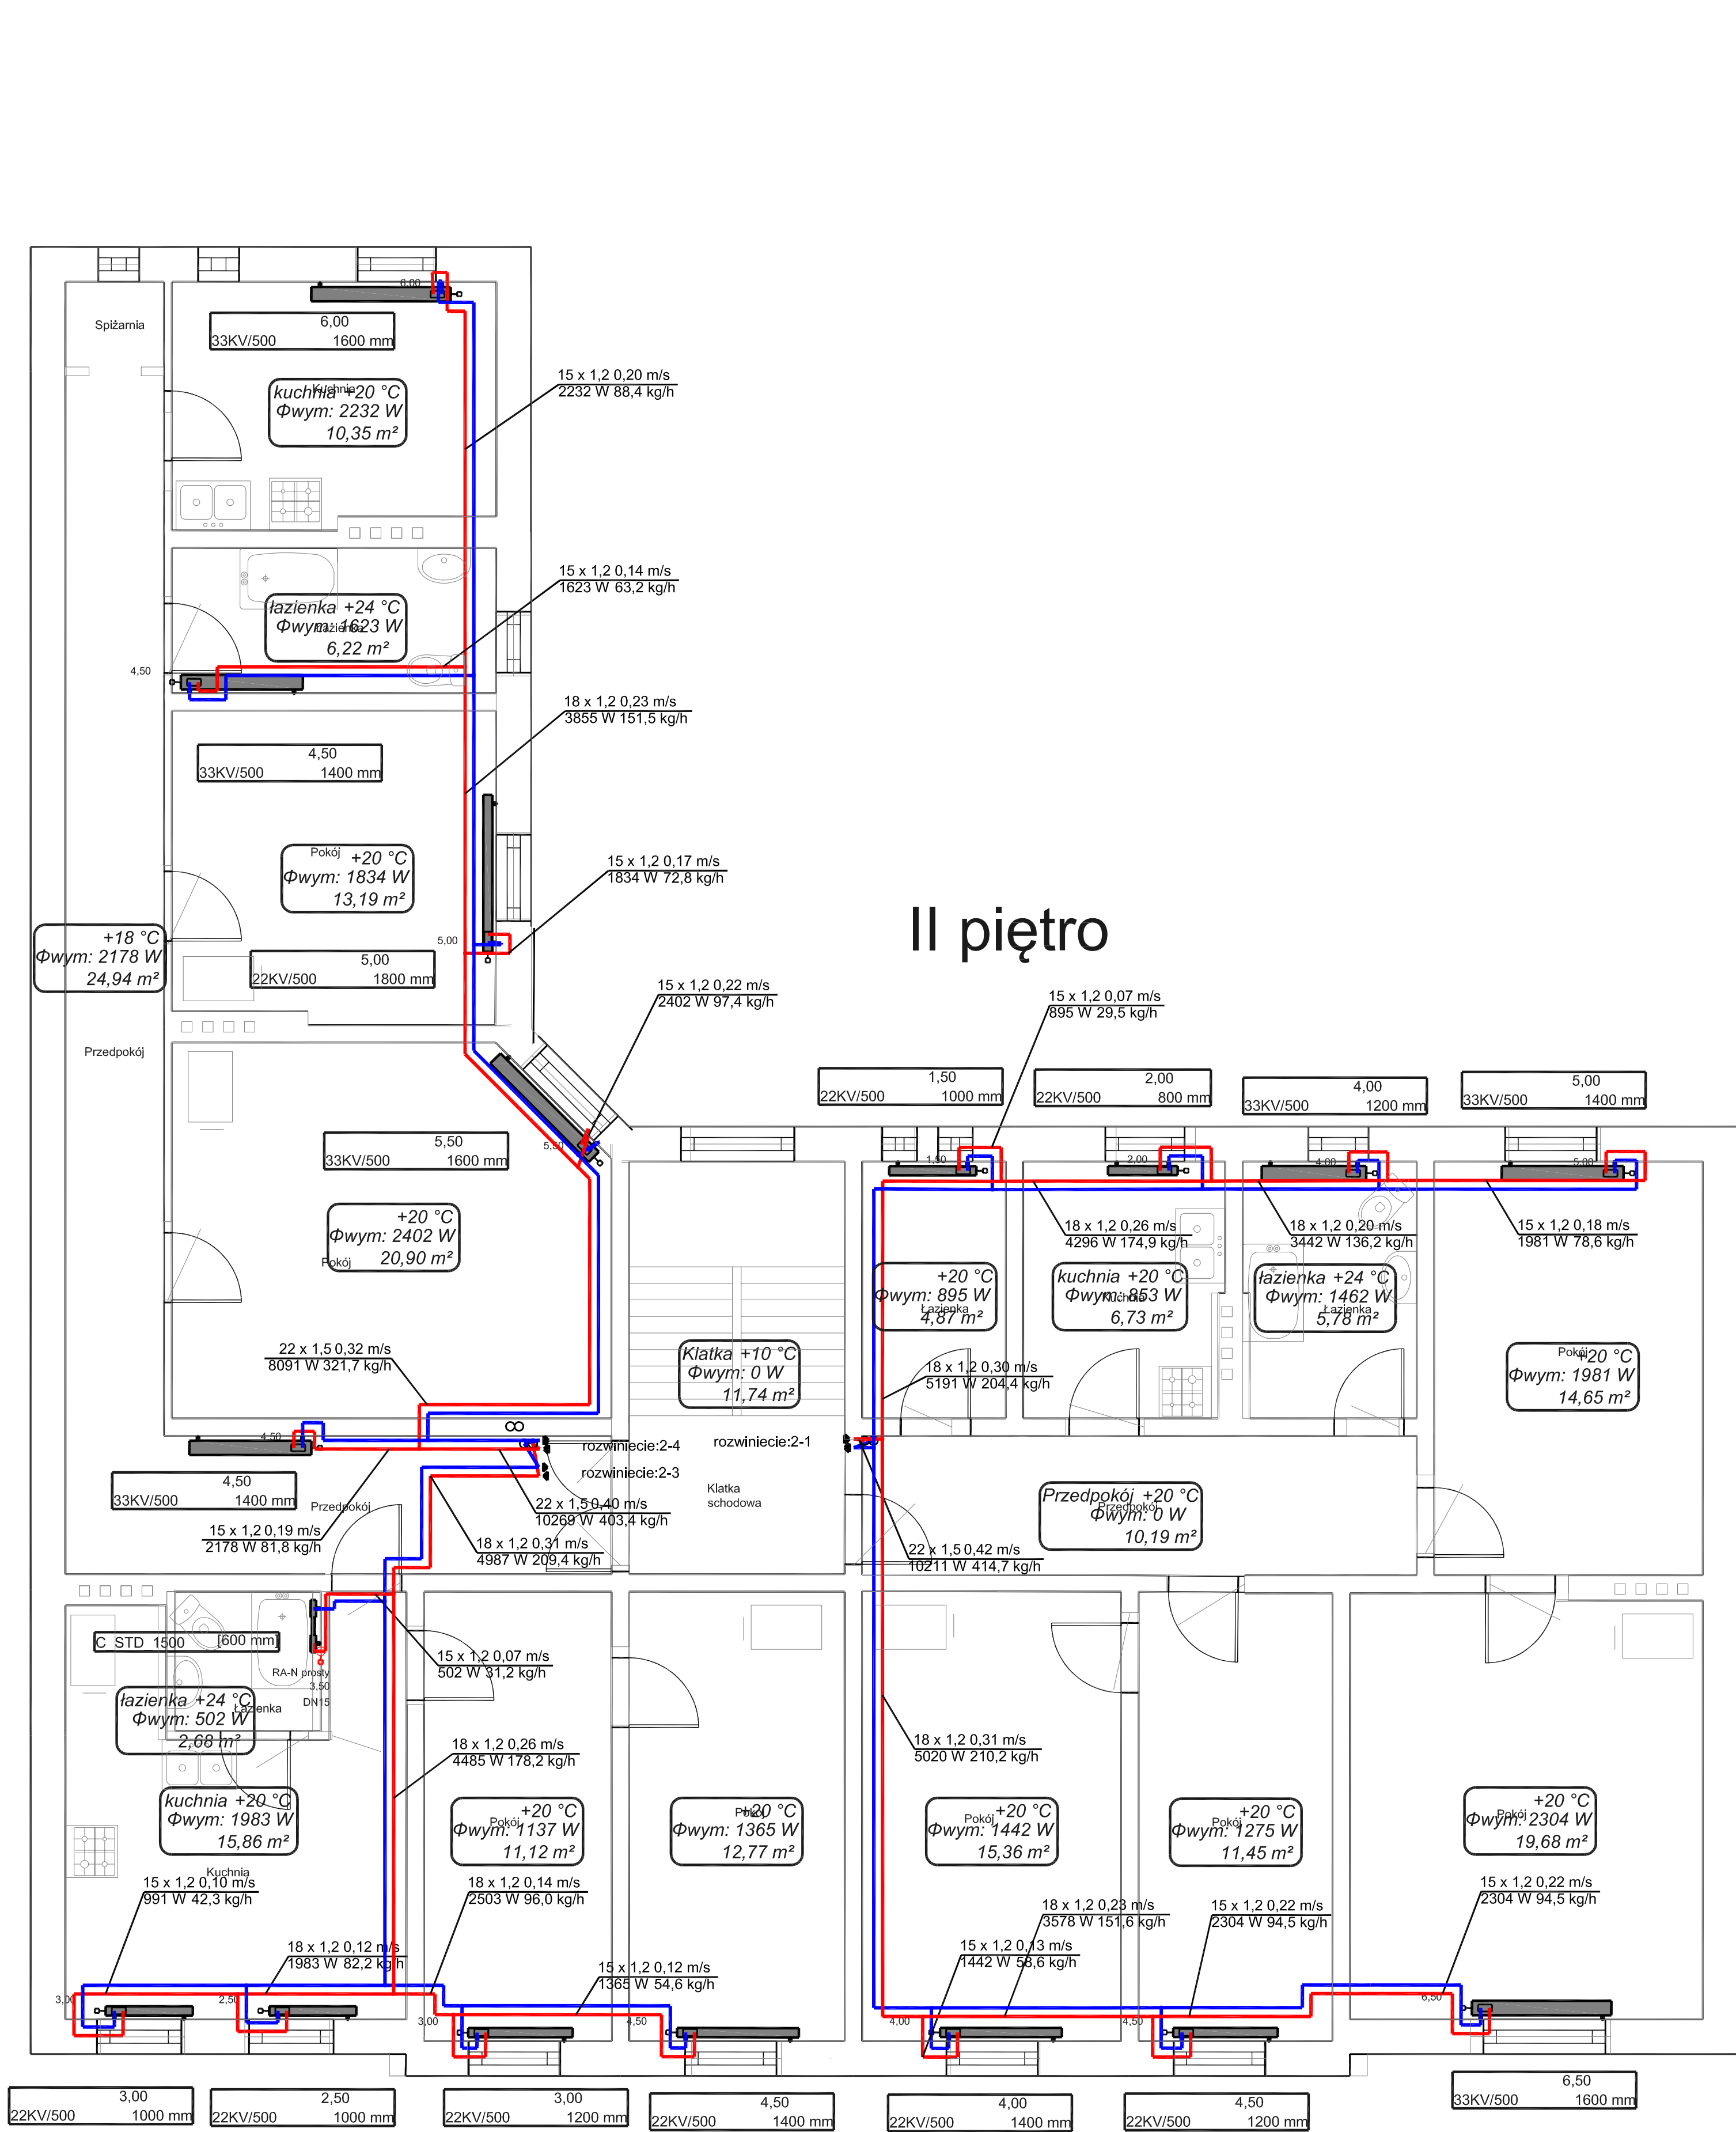 6,00
6,00
33KV/500 1600 mm
Spiżarnia
15 x 1,2 0,20 m/s
2232 W 88,4 kg/h
Kuchnia
kuchnia +20 °C
Φwym: 2232 W
10,35 m²
15 x 1,2 0,14 m/s
1623 W 63,2 kg/h
łazienka +24 °C
Φwym: 1623 W
Łazienka
6,22 m²
4,50
18 x 1,2 0,23 m/s
3855 W 151,5 kg/h
4,50
33KV/500 1400 mm
Pokój
+20 °C
Φwym: 1834 W
13,19 m²
15 x 1,2 0,17 m/s
1834 W 72,8 kg/h
II piętro
+18 °C
Φwym: 2178 W
24,94 m²
5,00
5,00
22KV/500 1800 mm
15 x 1,2 0,22 m/s
2402 W 97,4 kg/h
15 x 1,2 0,07 m/s
895 W 29,5 kg/h
Przedpokój
1,50
22KV/500 1000 mm
2,00
22KV/500 800 mm
4,00
33KV/500 1200 mm
5,00
33KV/500 1400 mm
5,50
5,50
33KV/500 1600 mm
1,50
2,00
4,00
5,00
+20 °C
Φwym: 2402 W
20,90 m²
Pokój
18 x 1,2 0,26 m/s
4296 W 174,9 kg/h
18 x 1,2 0,20 m/s
3442 W 136,2 kg/h
15 x 1,2 0,18 m/s
1981 W 78,6 kg/h
+20 °C
Φwym: 895 W
Łazienka
4,87 m²
kuchnia +20 °C
Φwym: 853 W
Kuchnia
6,73 m²
łazienka +24 °C
Φwym: 1462 W
Łazienka
5,78 m²
22 x 1,5 0,32 m/s
8091 W 321,7 kg/h
Klatka +10 °C
Φwym: 0 W
11,74 m²
18 x 1,2 0,30 m/s
5191 W 204,4 kg/h
Pokój
+20 °C
Φwym: 1981 W
14,65 m²
4,50
rozwiniecie:2-4
rozwiniecie:2-1
rozwiniecie:2-3
4,50
33KV/500 1400 mm
Przedpokój
Klatka
schodowa
Przedpokój +20 °C
Przedpokój
Φwym: 0 W
10,19 m²
22 x 1,5 0,40 m/s
10269 W 403,4 kg/h
15 x 1,2 0,19 m/s
2178 W 81,8 kg/h
18 x 1,2 0,31 m/s
4987 W 209,4 kg/h
22 x 1,5 0,42 m/s
10211 W 414,7 kg/h
C_STD_1500 [600 mm]
15 x 1,2 0,07 m/s
502 W 31,2 kg/h
RA-N prosty
3,50
DN15
łazienka +24 °C
Łazienka
Φwym: 502 W
2,68 m²
18 x 1,2 0,26 m/s
4485 W 178,2 kg/h
18 x 1,2 0,31 m/s
5020 W 210,2 kg/h
kuchnia +20 °C
Φwym: 1983 W
15,86 m²
Kuchnia
+20 °C
Pokój
Φwym: 1137 W
11,12 m²
+20 °C
Pokój
Φwym: 1365 W
12,77 m²
+20 °C
Pokój
Φwym: 1442 W
15,36 m²
+20 °C
Pokój
Φwym: 1275 W
11,45 m²
+20 °C
Pokój
Φwym: 2304 W
19,68 m²
15 x 1,2 0,10 m/s
991 W 42,3 kg/h
18 x 1,2 0,14 m/s
2503 W 96,0 kg/h
15 x 1,2 0,22 m/s
2304 W 94,5 kg/h
18 x 1,2 0,23 m/s
3578 W 151,6 kg/h
15 x 1,2 0,22 m/s
2304 W 94,5 kg/h
18 x 1,2 0,12 m/s
1983 W 82,2 kg/h
15 x 1,2 0,13 m/s
1442 W 58,6 kg/h
15 x 1,2 0,12 m/s
1365 W 54,6 kg/h
3,00
2,50
3,00
4,50
4,00
4,50
6,50
3,00
22KV/500 1000 mm
2,50
22KV/500 1000 mm
3,00
22KV/500 1200 mm
4,50
22KV/500 1400 mm
4,00
22KV/500 1400 mm
4,50
22KV/500 1200 mm
6,50
33KV/500 1600 mm